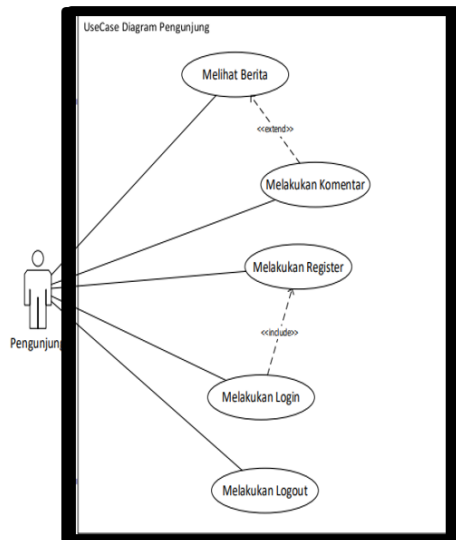 UseCase Diagram Pengunjung
Melihat Berita
<<extend>>
Melakukan Komentar
Melakukan Register
Pengunjung
<<include>>
Melakukan Login
Melakukan Logout